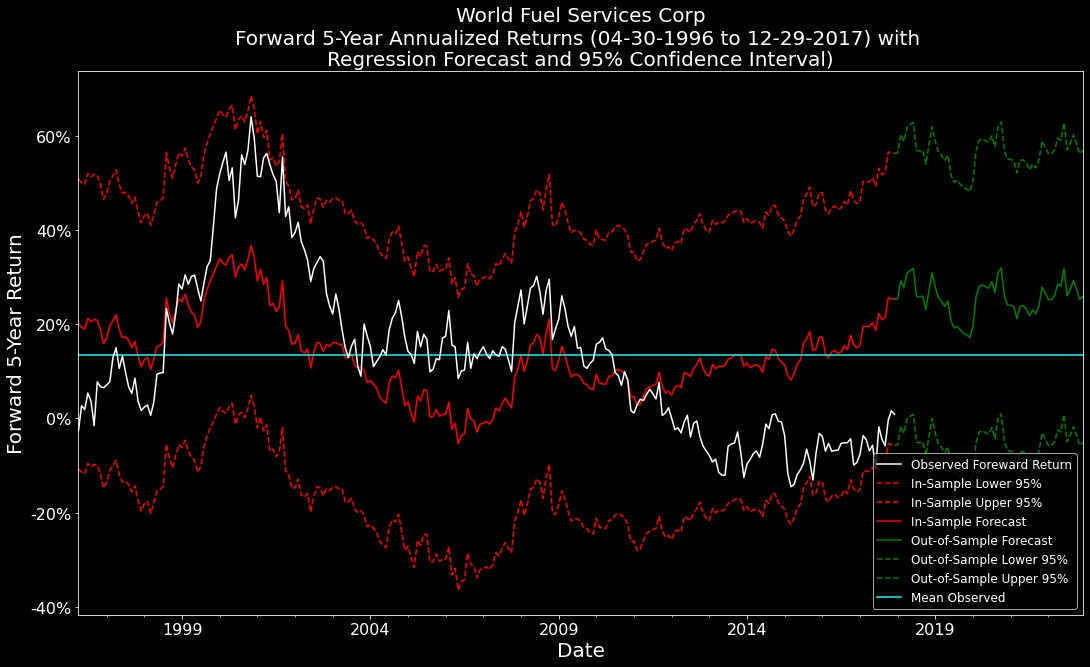 World Fuel Services Corp
Forward 5-Year Annualized Returns (04-30-1996 to 12-29-2017) with
Regression Forecast and 95% Confidence Interval)
Forward 5-Year Return
60%
40%
20%
0%
-20%
-40%
1999
2004
2009
2014
2019
Date
Observed Foreward Return
In-Sample Lower 95%
In-Sample Upper 95%
In-Sample Forecast
Out-of-Sample Forecast
Out-of-Sample Lower 95%
Out-of-Sample Upper 95%
Mean Observed